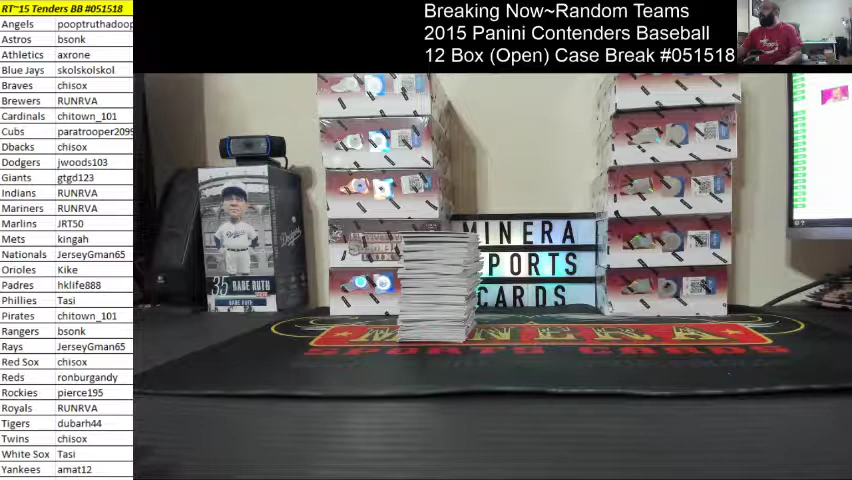 RT~15 Tenders BB #051518
Angels pooptruthadoop
Astros bsonk
Athletics axrone
Blue Jays skolskolskol
Braves chisox
Brewers RUNRVA
Cardinals chitown_101
Cubs paratrooper2099
Dbacks chisox
Dodgers jwoods103
Giants gtgd123
Indians RUNRVA
Mariners RUNRVA
Marlins JRT50
Mets kingah
Nationals JerseyGman65
Orioles Kike
Padres hklife888
Phillies Tasi
Pirates chitown_101
Rangers bsonk
Rays JerseyGman65
Red Sox chisox
Reds ronburgandy
Rockies pierce195
Royals RUNRVA
Tigers dubarh44
Twins chisox
White Sox Tasi
Yankees amat12
Breaking Now~Random Teams
2015 Panini Contenders Baseball
12 Box (Open) Case Break #051518
Dodgers
35 BABE RUTH
BABE RUTH
MINERA
SPORTS
CARDS
MINERA
SPORTS CARDS